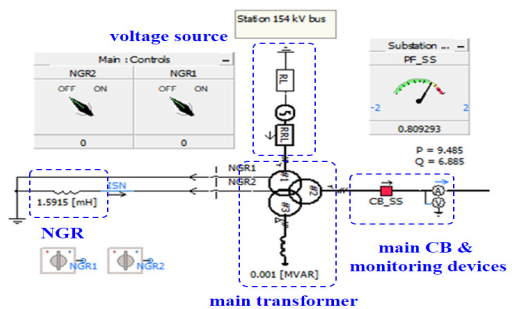 Station 154 kV bus
voltage source
Main : Controls
NGR2 NGR1
OFF ON OFF ON
0 0
Substation ...
PF_SS
-2 2
0.809293
P = 9.485
Q = 6.885
RL
RRL
NGR1
NGR2
#1
#2
#3
ISN
1.5915 [mH]
NGR
NGR1 NGR2
CB_SS
A
V
main CB &
monitoring devices
0.001 [MVAR]
main transformer